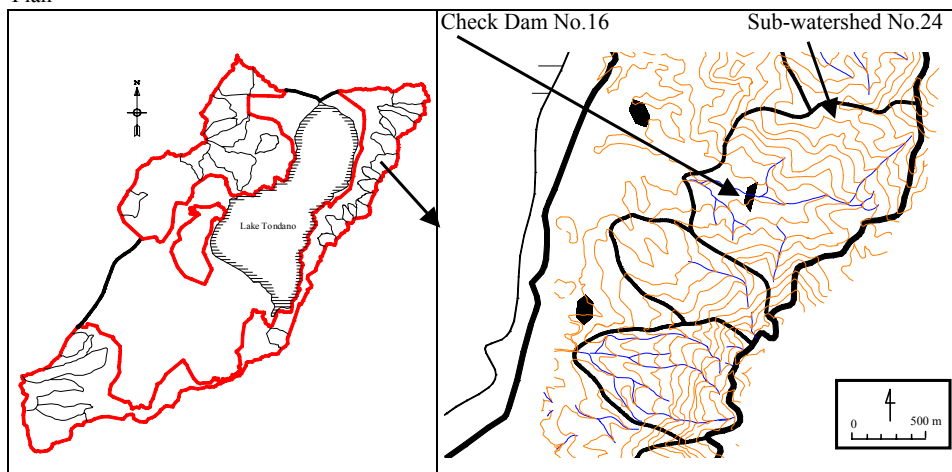 Plan
Check Dam No.16
Sub-watershed No.24
N
Lake Tondano
0 500 m